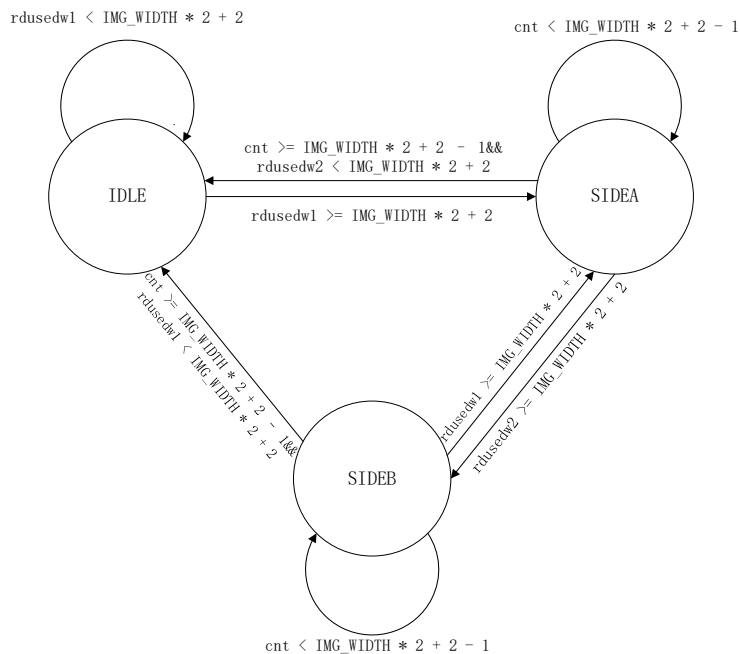 rdusedw1 < IMG_WIDTH * 2 + 2
cnt < IMG_WIDTH * 2 + 2 - 1
cnt >= IMG_WIDTH * 2 + 2 - 1&&
rdusedw2 < IMG_WIDTH * 2 + 2
IDLE
SIDEA
rdusedw1 >= IMG_WIDTH * 2 + 2
cnt >= IMG_WIDTH * 2 + 2 - 1&&
rdusedw1 < IMG_WIDTH * 2 + 2
rdusedw1 >= IMG_WIDTH * 2 + 2
rdusedw2 >= IMG_WIDTH * 2 + 2
SIDEB
cnt < IMG_WIDTH * 2 + 2 - 1